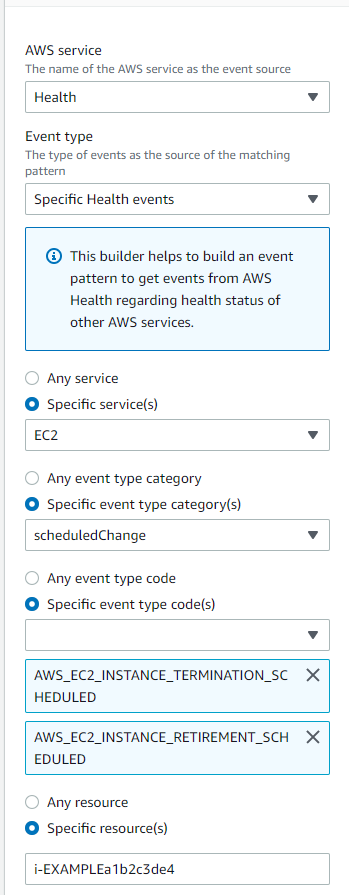 AWS service
The name of the AWS service as the event source
Health
Event type
The type of events as the source of the matching
pattern
Specific Health events
This builder helps to build an event
pattern to get events from AWS
Health regarding health status of
other AWS services.
Any service
Specific service(s)
EC2
Any event type category
Specific event type category(s)
scheduledChange
Any event type code
Specific event type code(s)
AWS_EC2_INSTANCE_TERMINATION_SC
HEDULED
AWS_EC2_INSTANCE_RETIREMENT_SCH
EDULED
Any resource
Specific resource(s)
i-EXAMPLEa1b2c3de4